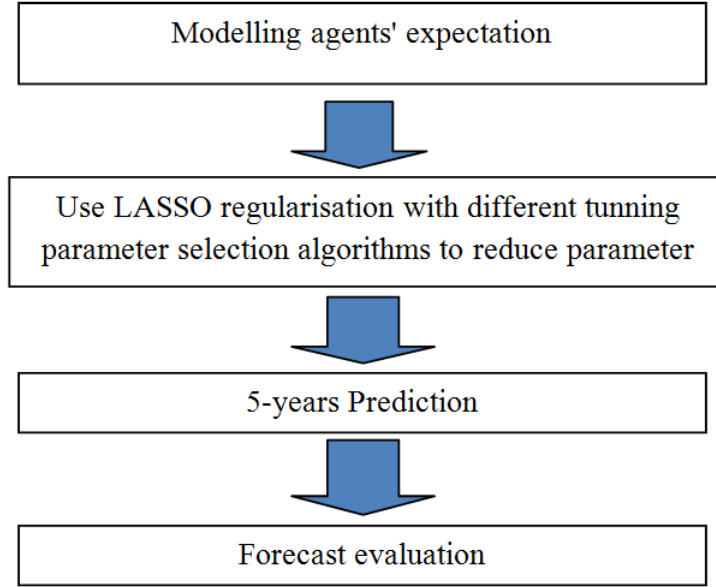 Modelling agents' expectation
Use LASSO regularisation with different tunning
parameter selection algorithms to reduce parameter
5-years Prediction
Forecast evaluation